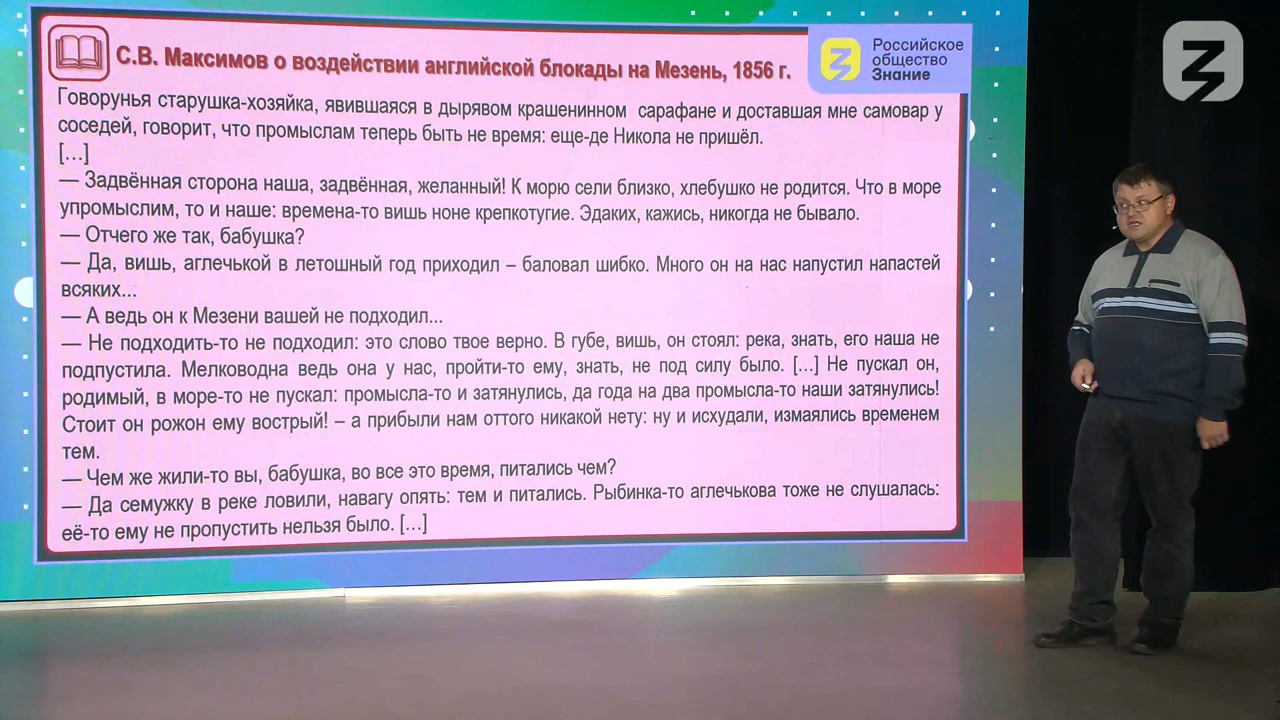 С.В. Максимов о воздействии английской блокады на Мезень, 1856 г.
Российское
общество
Знание
Говорунья старушка-хозяйка, явившаяся в дырявом крашенинном сарафане и доставшая мне самовар у
соседей, говорит, что промыслам теперь быть не время: еще-де Никола не пришёл.
[…]
— Задвённая сторона наша, задвённая, желанный! К морю сели близко, хлебушко не родится. Что в море
упромыслим, то и наше: времена-то вишь ноне крепкотугие. Эдаких, кажись, никогда не бывало.
— Отчего же так, бабушка?
— Да, вишь, аглечькой в летошный год приходил – баловал шибко. Много он на нас напустил напастей
всяких...
— А ведь он к Мезени вашей не подходил...
— Не подходить-то не подходил: это слово твое верно. В губе, вишь, он стоял: река, знать, его наша не
подпустила. Мелководна ведь она у нас, пройти-то ему, знать, не под силу было. […] Не пускал он,
родимый, в море-то не пускал: промысла-то и затянулись, да года на два промысла-то наши затянулись!
Стоит он рожон ему вострый! – а прибыли нам оттого никакой нету: ну и исхудали, измаялись временем
тем.
— Чем же жили-то вы, бабушка, во все это время, питались чем?
— Да семужку в реке ловили, навагу опять: тем и питались. Рыбинка-то аглечькова тоже не слушалась:
её-то ему не пропустить нельзя было. […]